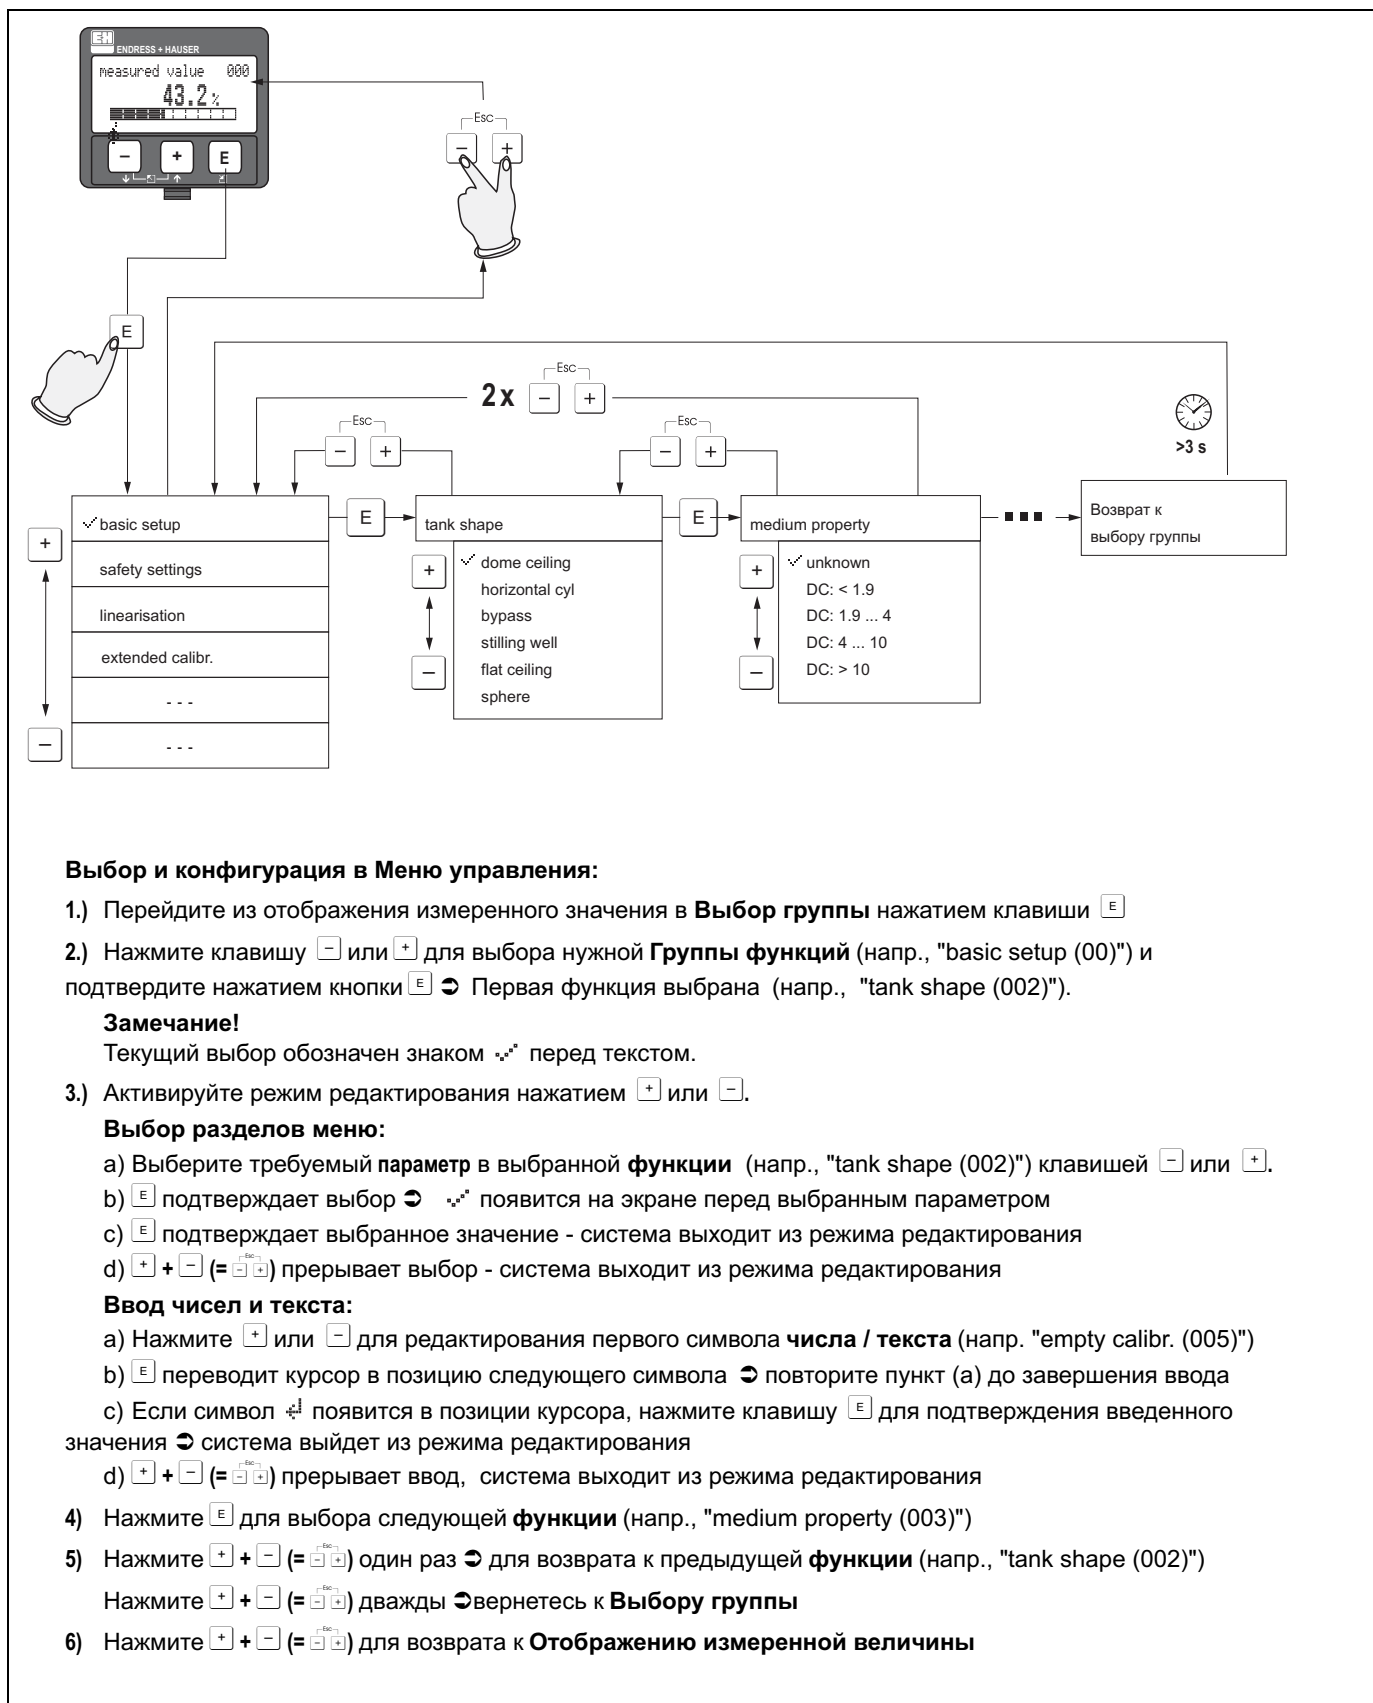 ENDRESS + HAUSER
measured value 000
43.2 %
- + E
Esc
- +
E
Esc
2x - +
Esc
- +
Esc
- +
>3 s
basic setup
safety settings
linearisation
extended calibr.
- - -
- - -
+
-
E
tank shape
dome ceiling
horizontal cyl
bypass
stilling well
flat ceiling
sphere
+
-
E
medium property
unknown
DC: < 1.9
DC: 1.9 ... 4
DC: 4 ... 10
DC: > 10
+
-
Возврат к
выбору группы
Выбор и конфигурация в Меню управления:
1.) Перейдите из отображения измеренного значения в Выбор группы нажатием клавиши E
2.) Нажмите клавишу - или + для выбора нужной Группы функций (напр., "basic setup (00)") и
подтвердите нажатием кнопки E ➲ Первая функция выбрана (напр., "tank shape (002)").
Замечание!
Текущий выбор обозначен знаком ✓ перед текстом.
3.) Активируйте режим редактирования нажатием + или -.
Выбор разделов меню:
a) Выберите требуемый параметр в выбранной функции (напр., "tank shape (002)") клавишей - или +.
b) E подтверждает выбор ➲ ✓ появится на экране перед выбранным параметром
c) E подтверждает выбранное значение - система выходит из режима редактирования
d) + + - (= Esc - +) прерывает выбор - система выходит из режима редактирования
Ввод чисел и текста:
a) Нажмите + или - для редактирования первого символа числа / текста (напр. "empty calibr. (005)")
b) E переводит курсор в позицию следующего символа ➲ повторите пункт (a) до завершения ввода
c) Если символ ↵ появится в позиции курсора, нажмите клавишу E для подтверждения введенного
значения ➲ система выйдет из режима редактирования
d) + + - (= Esc - +) прерывает ввод, система выходит из режима редактирования
4) Нажмите E для выбора следующей функции (напр., "medium property (003)")
5) Нажмите + + - (= Esc - +) один раз ➲ для возврата к предыдущей функции (напр., "tank shape (002)")
Нажмите + + - (= Esc - +) дважды ➲вернетесь к Выбору группы
6) Нажмите + + - (= Esc - +) для возврата к Отображению измеренной величины